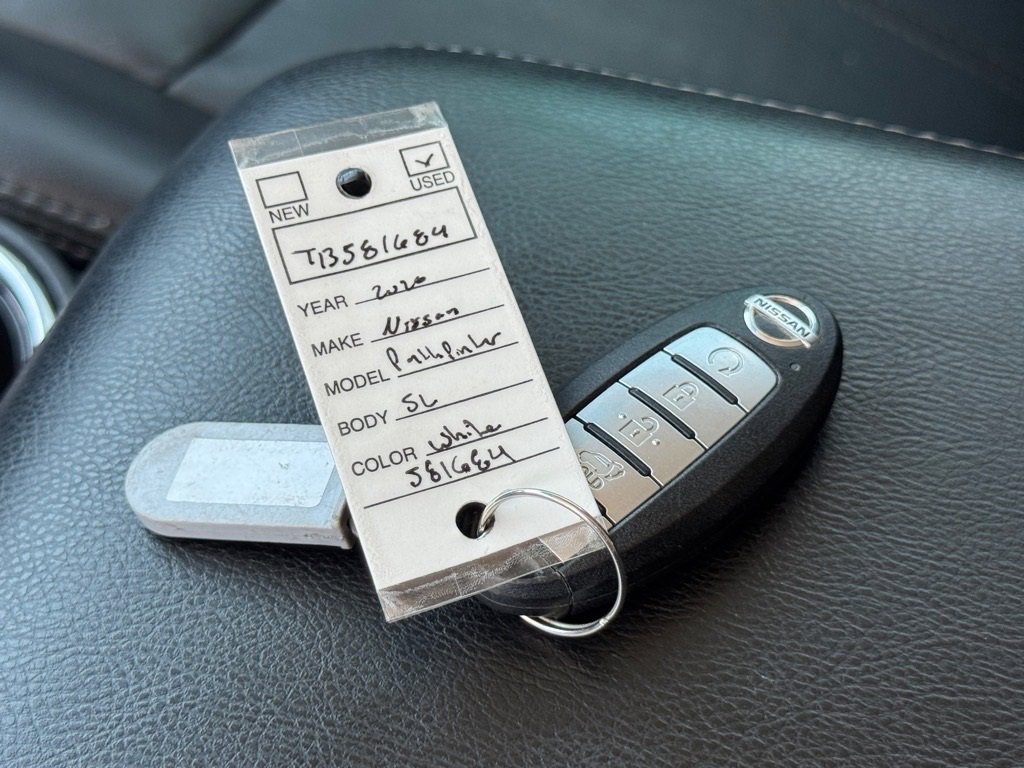 NEW USED
TB581684
YEAR 2020
MAKE Nissan
MODEL Pathfinder
BODY SL
COLOR White
581684
NISSAN